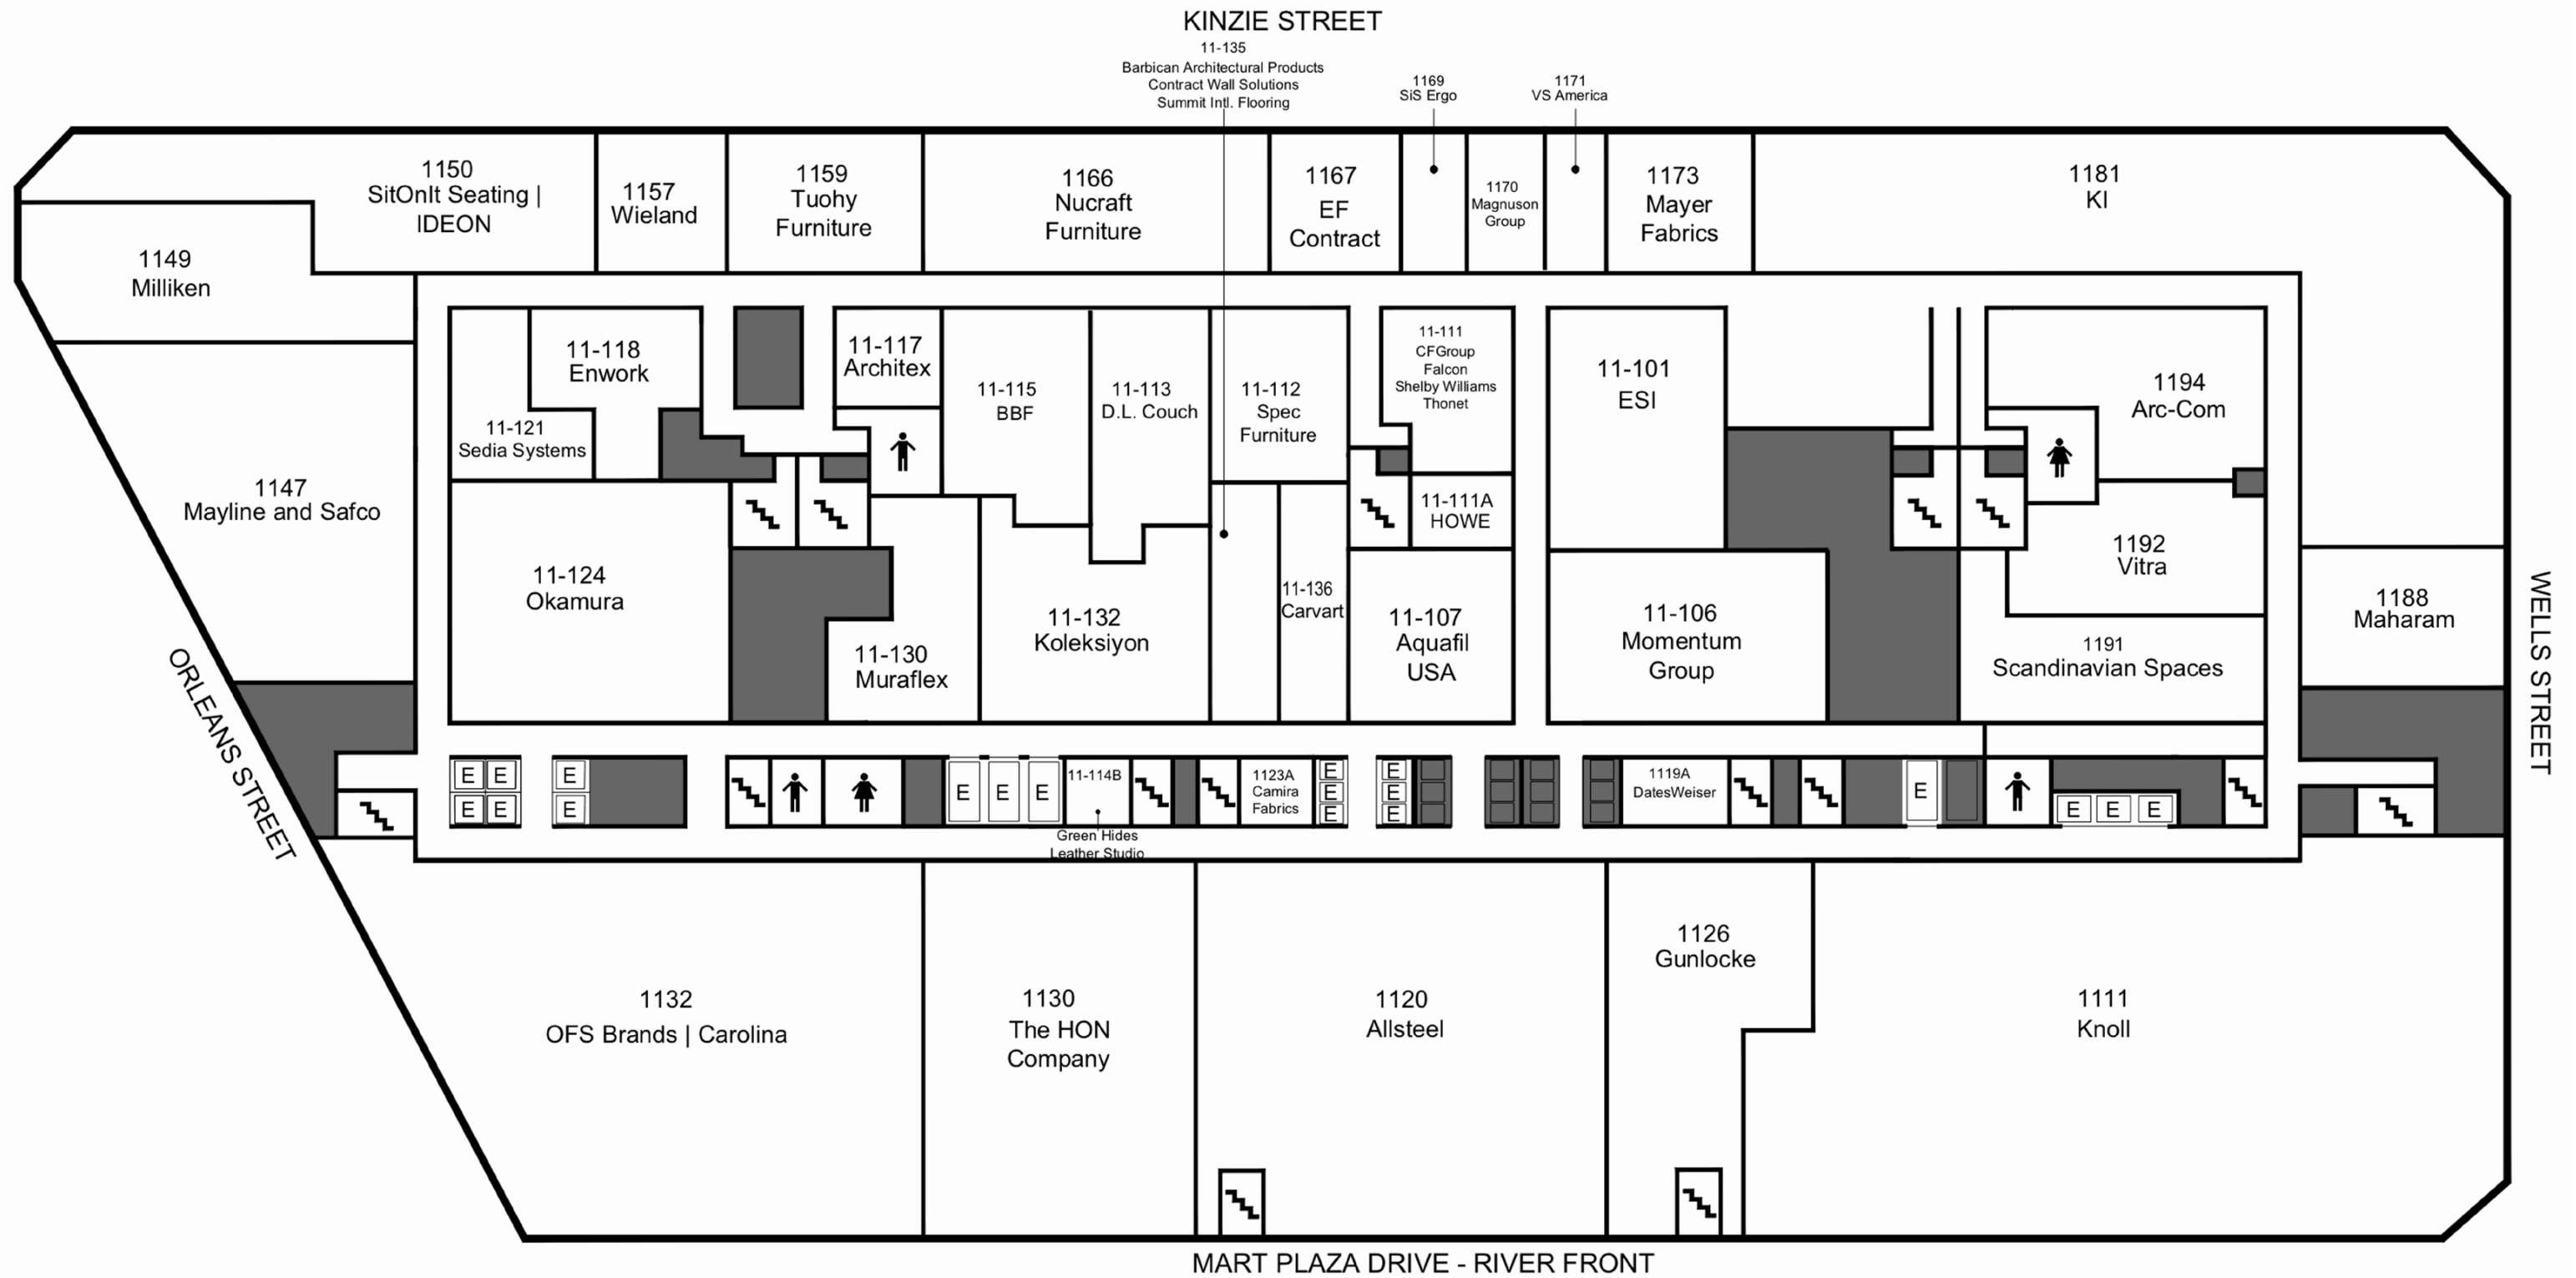 KINZIE STREET
11-135
Barbican Architectural Products
Contract Wall Solutions
Summit Intl. Flooring
1169
SiS Ergo
1171
VS America
1150
SitOnIt Seating |
IDEON
1157
Wieland
1159
Tuohy
Furniture
1166
Nucraft
Furniture
1167
EF
Contract
1170
Magnuson
Group
1173
Mayer
Fabrics
1181
KI
1149
Milliken
1147
Mayline and Safco
11-121
Sedia Systems
11-118
Enwork
11-117
Architex
11-115
BBF
11-113
D.L. Couch
11-112
Spec
Furniture
11-111
CFGroup
Falcon
Shelby Williams
Thonet
11-111A
HOWE
11-101
ESI
1194
Arc-Com
1192
Vitra
1188
Maharam
11-124
Okamura
11-130
Muraflex
11-132
Koleksiyon
11-136
Carvart
11-107
Aquafil
USA
11-106
Momentum
Group
1191
Scandinavian Spaces
ORLEANS STREET
WELLS STREET
E E
E E
E
E
E E E
11-114B
Green Hides
Leather Studio
1123A
Camira
Fabrics
E
E
E
E
E
E
1119A
DatesWeiser
E
E E E
1132
OFS Brands | Carolina
1130
The HON
Company
1120
Allsteel
1126
Gunlocke
1111
Knoll
MART PLAZA DRIVE - RIVER FRONT